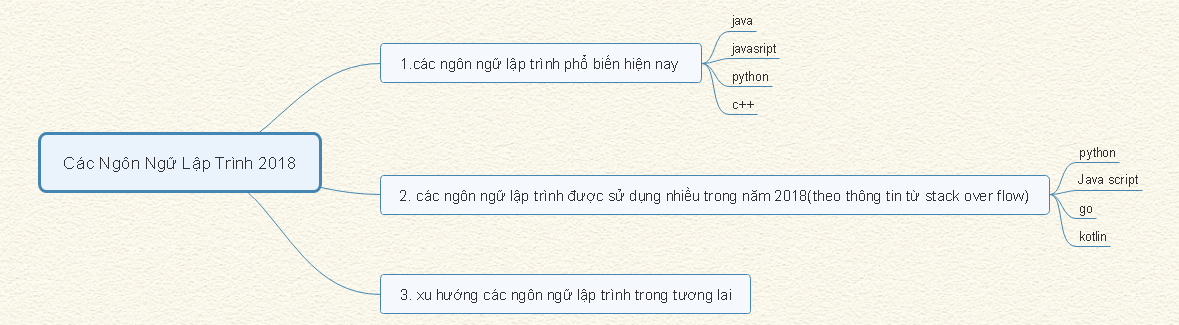 Các Ngôn Ngữ Lập Trình 2018
1.các ngôn ngữ lập trình phổ biến hiện nay
java
javasript
python
c++
2. các ngôn ngữ lập trình được sử dụng nhiều trong năm 2018(theo thông tin từ stack over flow)
python
Java script
go
kotlin
3. xu hướng các ngôn ngữ lập trình trong tương lai